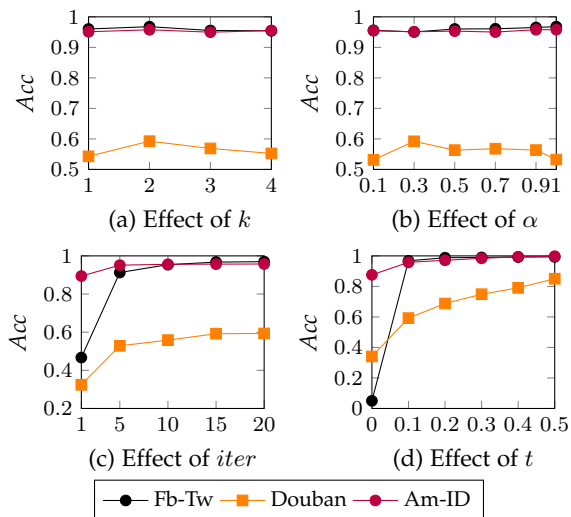 1
0.9
0.8
0.7
0.6
0.5
Acc
1 2 3 4
(a) Effect of k
1
0.9
0.8
0.7
0.6
0.5
Acc
0.1 0.3 0.5 0.7 0.91
(b) Effect of α
1
0.8
0.6
0.4
0.2
Acc
1 5 10 15 20
(c) Effect of iter
1
0.8
0.6
0.4
0.2
0
Acc
0 0.1 0.2 0.3 0.4 0.5
(d) Effect of t
Fb-Tw Douban Am-ID